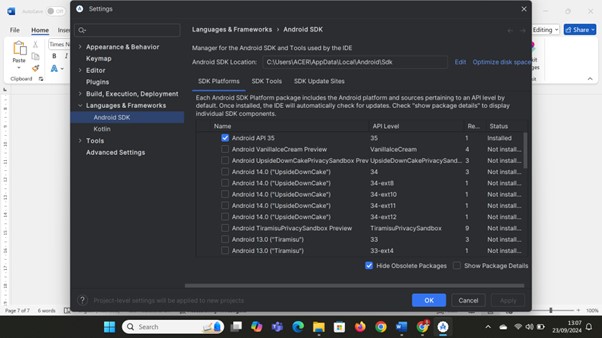 AutoSave Off
File Home Inse
Editing Share
Times N
Paste
B I
Clipboard
Settings
Appearance & Behavior
Keymap
Editor
Plugins
Build, Execution, Deployment
Languages & Frameworks
Android SDK
Kotlin
Tools
Advanced Settings
Languages & Frameworks › Android SDK
Manager for the Android SDK and Tools used by the IDE
Android SDK Location: C:\Users\ACER\AppData\Local\Android\Sdk Edit Optimize disk space
SDK Platforms SDK Tools SDK Update Sites
Each Android SDK Platform package includes the Android platform and sources pertaining to an API level by
default. Once installed, the IDE will automatically check for updates. Check "show package details" to display
individual SDK components.
Name API Level Re... Status
Android API 35 35 1 Installed
Android VanillaIceCream Preview VanillaIceCream 4 Not install...
Android UpsideDownCakePrivacySandbox Prev UpsideDownCakePrivacySand... 3 Not install...
Android 14.0 ("UpsideDownCake") 34 3 Not install...
Android 14.0 ("UpsideDownCake") 34-ext8 1 Not install...
Android 14.0 ("UpsideDownCake") 34-ext10 1 Not install...
Android 14.0 ("UpsideDownCake") 34-ext11 1 Not install...
Android 14.0 ("UpsideDownCake") 34-ext12 1 Not install...
Android TiramisuPrivacySandbox Preview TiramisuPrivacySandbox 9 Not install...
Android 13.0 ("Tiramisu") 33 3 Not install...
Android 13.0 ("Tiramisu") 33-ext4 1 Not install...
Hide Obsolete Packages Show Package Details
? Project-level settings will be applied to new projects
OK Cancel Apply
Page 7 of 7
100%
Search
13:07
23/09/2024